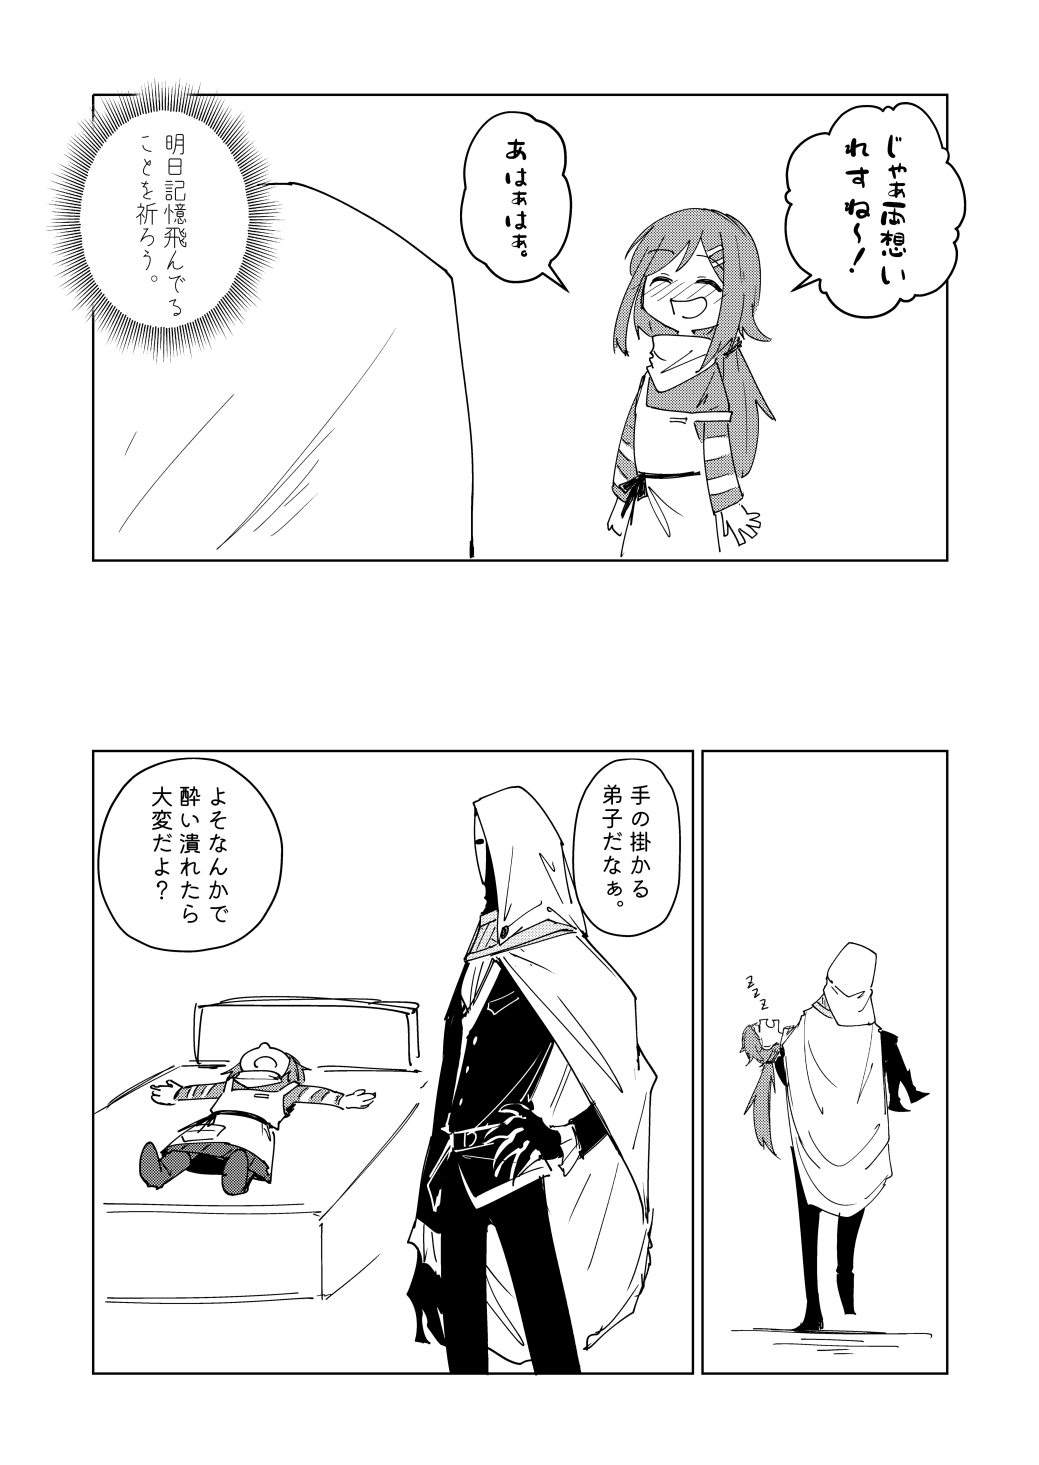 じゃあ両想い
れすね〜！
あはぁはぁ。
明日記憶飛んでる
ことを祈ろう。
zzz
手の掛かる
弟子だなぁ。
よそなんかで
酔い潰れたら
大変だよ？